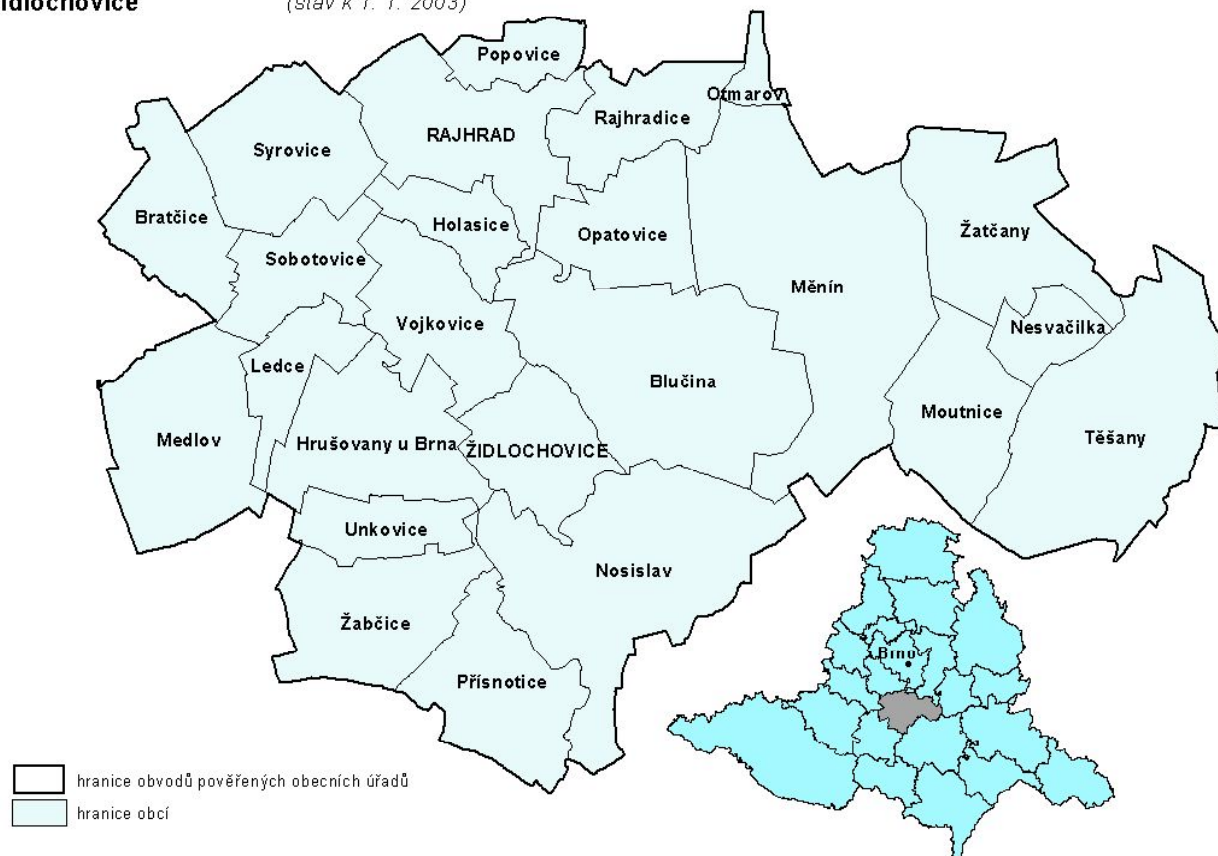 idlochovice
(stav k 1. 1. 2003)
Popovice
Otmarov
Rajhradice
RAJHRAD
Syrovice
Bratčice
Holasice
Opatovice
Žatčany
Sobotovice
Měnín
Vojkovice
Nesvačilka
Ledce
Blučina
Moutnice
Medlov
Hrušovany u Brna
ŽIDLOCHOVICE
Těšany
Unkovice
Nosislav
Žabčice
Přísnotice
Brno
hranice obvodů pověřených obecních úřadů
hranice obcí